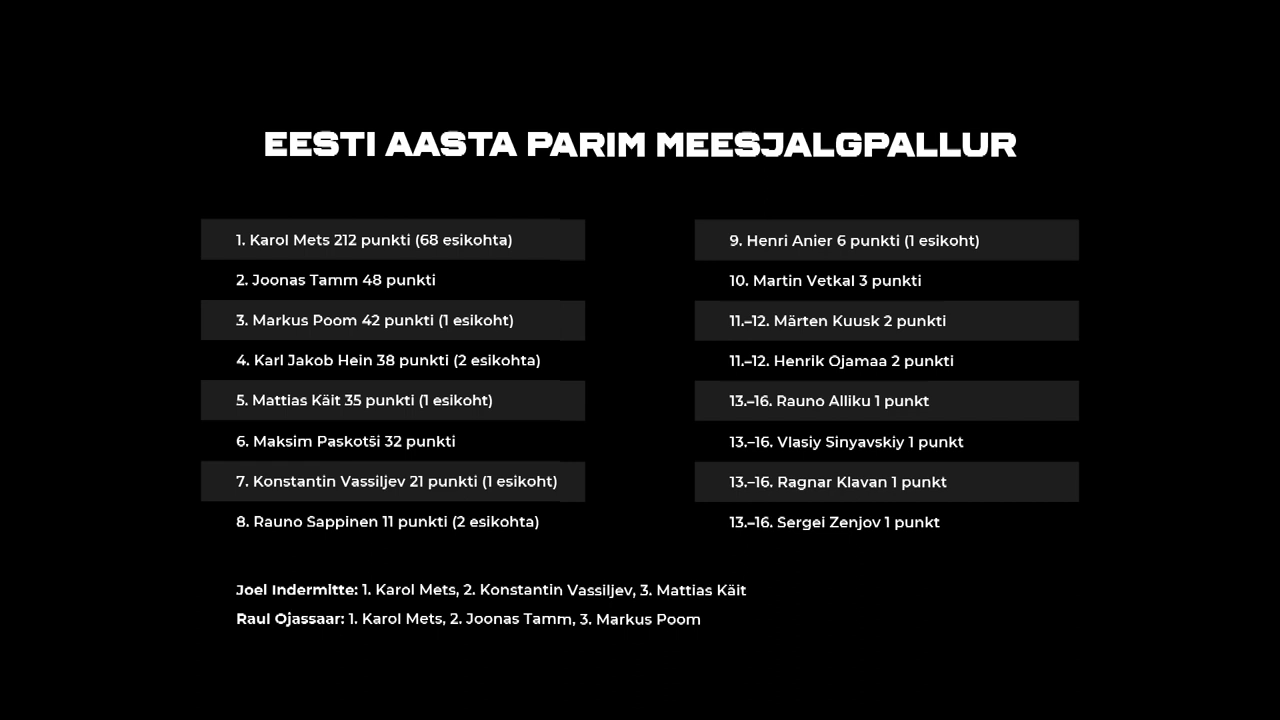 EESTI AASTA PARIM MEESJALGPALLUR
1. Karol Mets 212 punkti (68 esikohta)
2. Joonas Tamm 48 punkti
3. Markus Poom 42 punkti (1 esikoht)
4. Karl Jakob Hein 38 punkti (2 esikohta)
5. Mattias Käit 35 punkti (1 esikoht)
6. Maksim Paskotši 32 punkti
7. Konstantin Vassiljev 21 punkti (1 esikoht)
8. Rauno Sappinen 11 punkti (2 esikohta)
9. Henri Anier 6 punkti (1 esikoht)
10. Martin Vetkal 3 punkti
11.–12. Märten Kuusk 2 punkti
11.–12. Henrik Ojamaa 2 punkti
13.–16. Rauno Alliku 1 punkt
13.–16. Vlasiy Sinyavskiy 1 punkt
13.–16. Ragnar Klavan 1 punkt
13.–16. Sergei Zenjov 1 punkt
Joel Indermitte: 1. Karol Mets, 2. Konstantin Vassiljev, 3. Mattias Käit
Raul Ojassaar: 1. Karol Mets, 2. Joonas Tamm, 3. Markus Poom